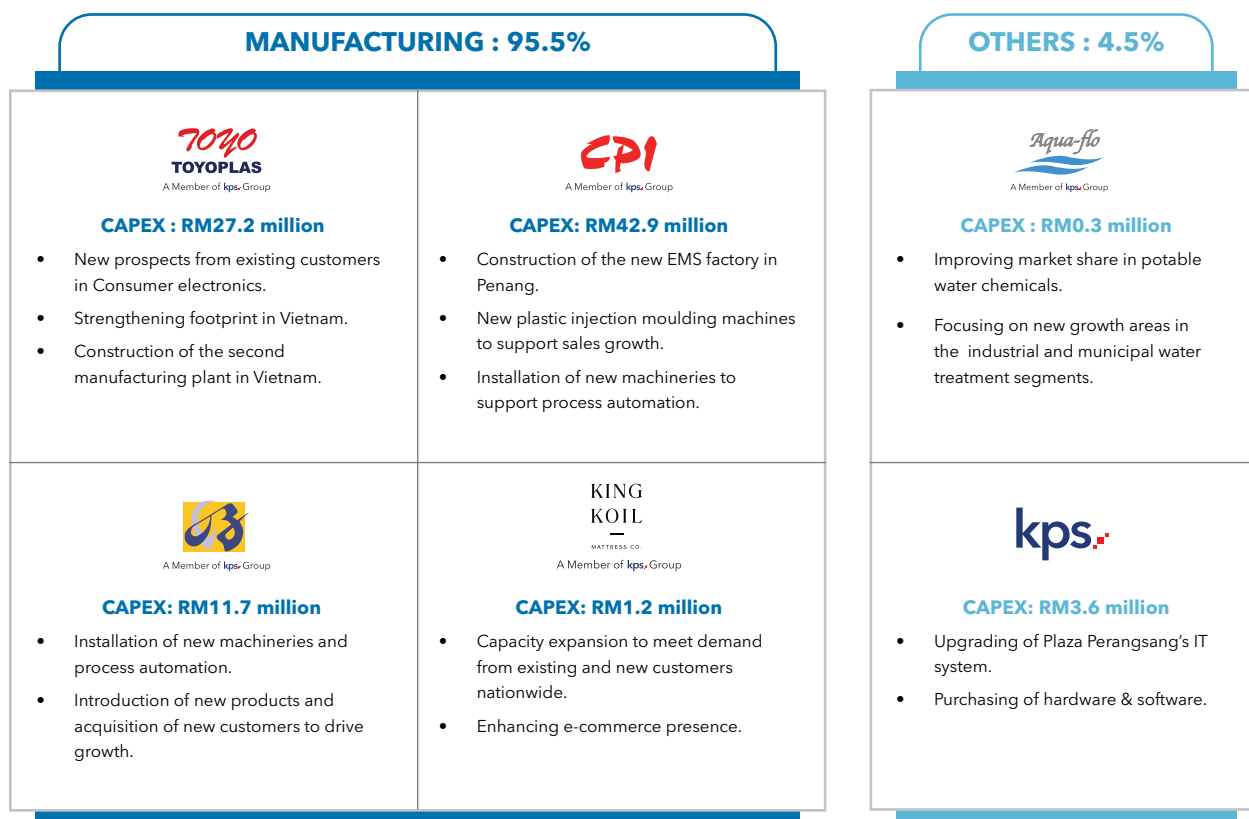 MANUFACTURING : 95.5%
TOYO
TOYOPLAS
A Member of kps Group
CAPEX : RM27.2 million
• New prospects from existing customers
in Consumer electronics.
• Strengthening footprint in Vietnam.
• Construction of the second
manufacturing plant in Vietnam.
CPI
A Member of kps Group
CAPEX: RM42.9 million
• Construction of the new EMS factory in
Penang.
• New plastic injection moulding machines
to support sales growth.
• Installation of new machineries to
support process automation.
A Member of kps Group
CAPEX: RM11.7 million
• Installation of new machineries and
process automation.
• Introduction of new products and
acquisition of new customers to drive
growth.
KING
KOIL
MATTRESS CO.
A Member of kps Group
CAPEX: RM1.2 million
• Capacity expansion to meet demand
from existing and new customers
nationwide.
• Enhancing e-commerce presence.
OTHERS : 4.5%
Aqua-flo
A Member of kps Group
CAPEX : RM0.3 million
• Improving market share in potable
water chemicals.
• Focusing on new growth areas in
the  industrial and municipal water
treatment segments.
kps
CAPEX: RM3.6 million
• Upgrading of Plaza Perangsang’s IT
system.
• Purchasing of hardware & software.